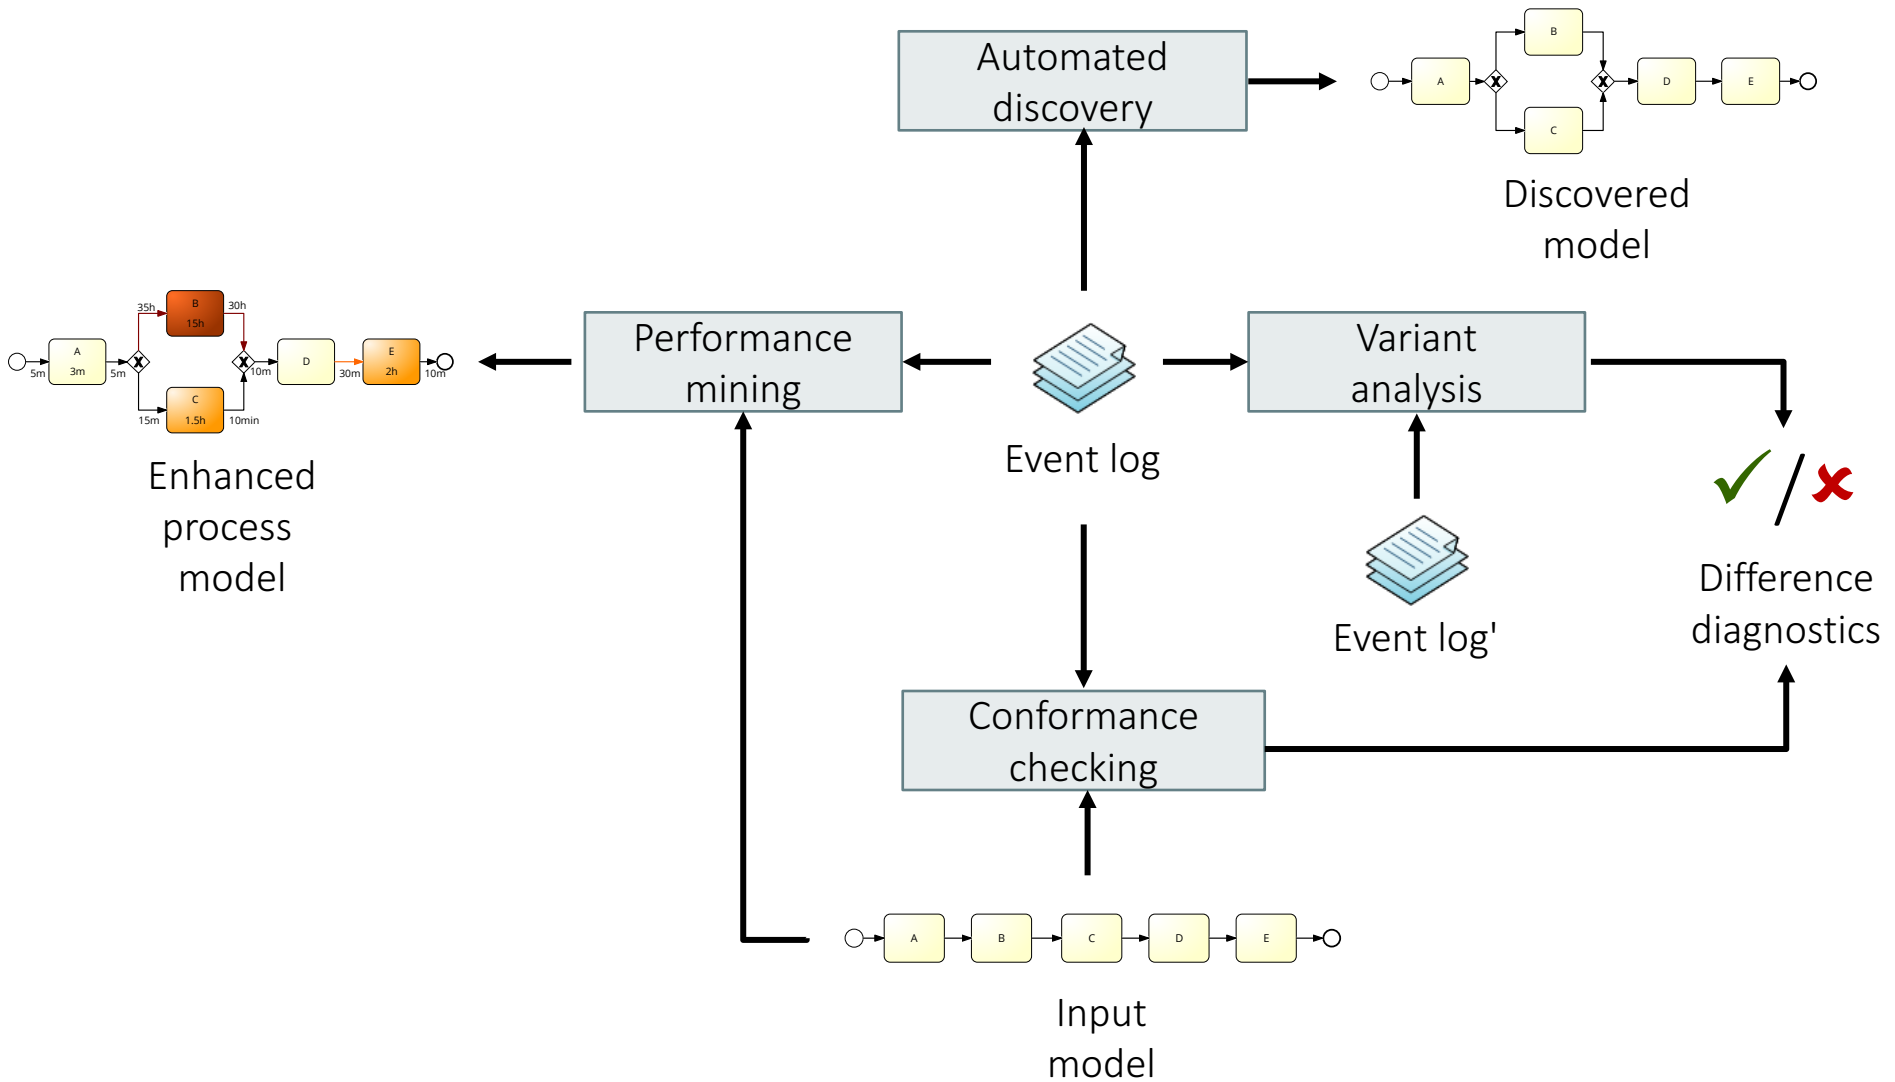 Automated
discovery
B
A
X
X
D
E
C
Discovered
model
35h
B
15h
30h
A
3m
5m
5m
X
X
10m
D
30m
E
2h
10m
C
1.5h
15m
10min
Enhanced
process
model
Performance
mining
Event log
Variant
analysis
Event log'
✓/✗
Difference
diagnostics
Conformance
checking
A
B
C
D
E
Input
model